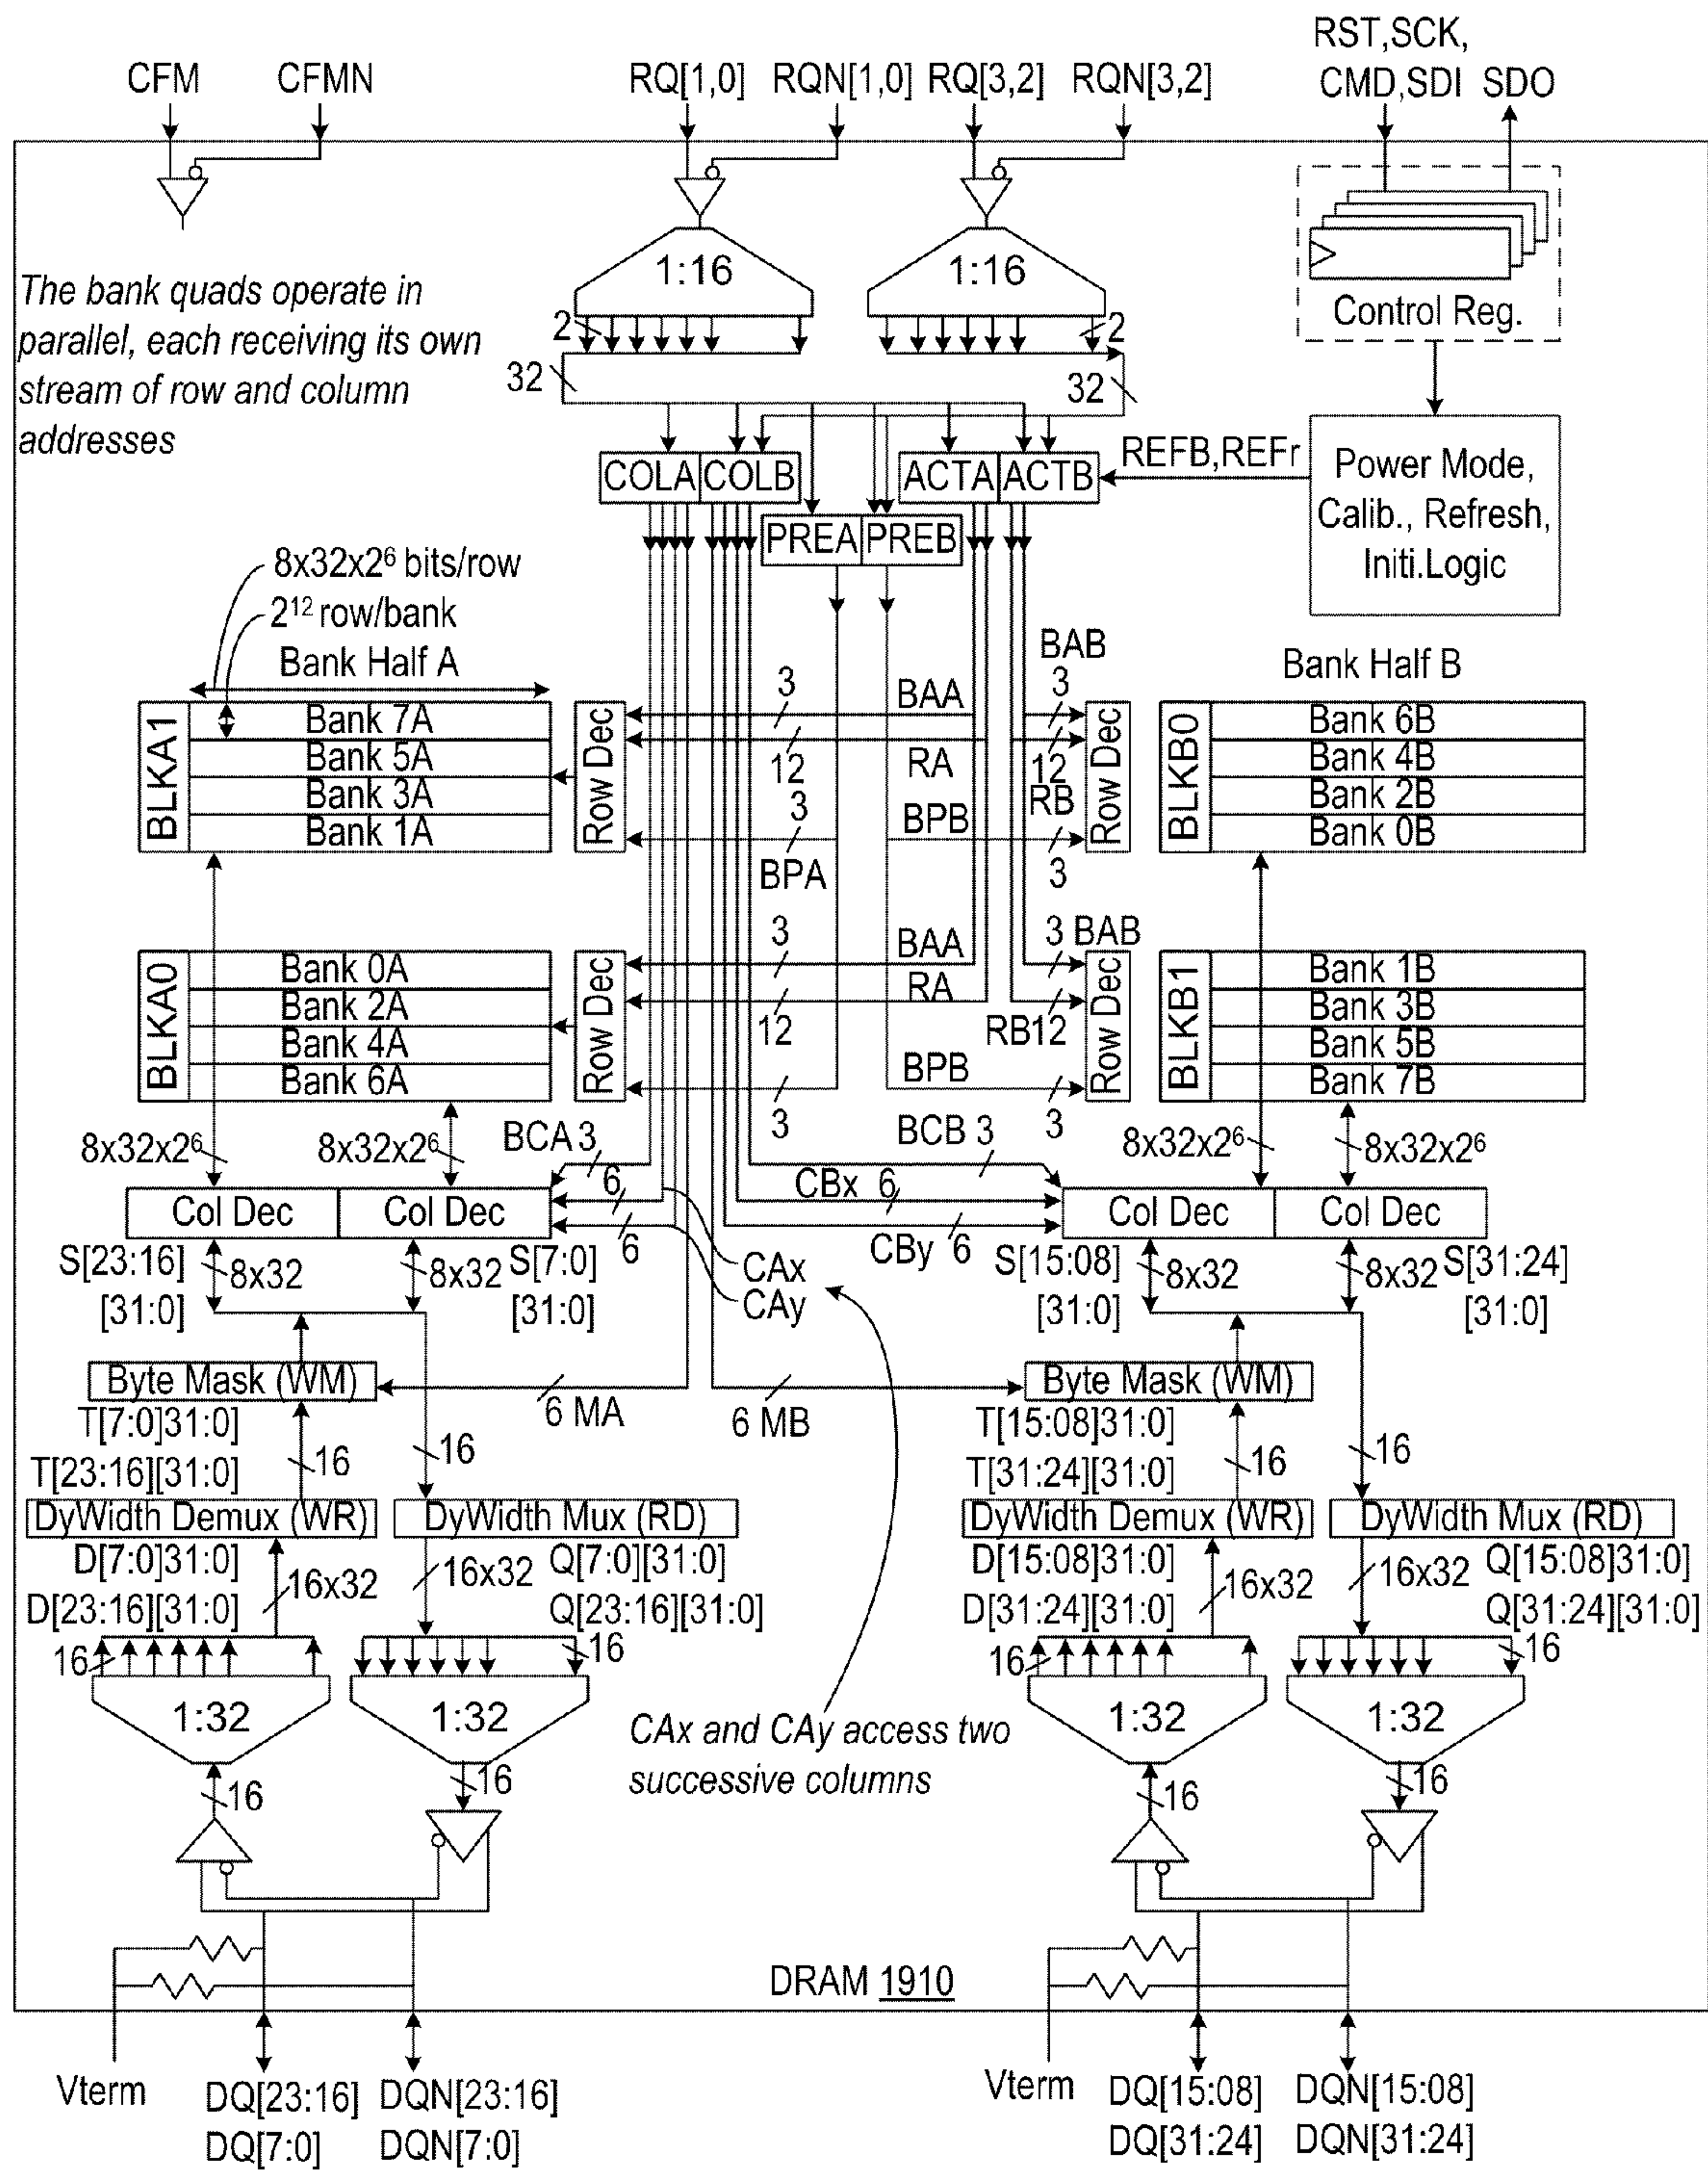 RST,SCK,
CFM CFMN RQ[1,0] RQN[1,0] RQ[3,2] RQN[3,2] CMD,SDI SDO
1:16 1:16
The bank quads operate in
parallel, each receiving its own
stream of row and column
addresses
Control Reg.
2 2
32 32
COLA COLB ACTA ACTB REFB,REFr
PREA PREB
Power Mode,
Calib., Refresh,
Initi.Logic
8x32x2⁶ bits/row
2¹² row/bank
Bank Half A Bank Half B
BLKA1
Bank 7A
Bank 5A
Bank 3A
Bank 1A
Row Dec
3 BAA
12 RA
3 BPB
BPA
BAB
3
12
RB
3
Row Dec
BLKB0
Bank 6B
Bank 4B
Bank 2B
Bank 0B
BLKA0
Bank 0A
Bank 2A
Bank 4A
Bank 6A
Row Dec
3 BAA
RA
12
BPB
3
3 BAB
RB12
3
Row Dec
BLKB1
Bank 1B
Bank 3B
Bank 5B
Bank 7B
8x32x2⁶ 8x32x2⁶ BCA 3 BCB 3 8x32x2⁶ 8x32x2⁶
6 CBx 6
Col Dec Col Dec Col Dec Col Dec
6 CBy 6
S[23:16] 8x32 8x32 S[7:0] S[15:08] 8x32 8x32 S[31:24]
[31:0] [31:0] [31:0] [31:0]
CAx
CAy
Byte Mask (WM) 6 MA 6 MB Byte Mask (WM)
T[7:0]31:0] T[15:08]31:0]
T[23:16][31:0] 16 16 T[31:24][31:0] 16 16
DyWidth Demux (WR) DyWidth Mux (RD) DyWidth Demux (WR) DyWidth Mux (RD)
D[7:0]31:0] 16x32 16x32 Q[7:0][31:0] D[15:08]31:0] 16x32 16x32 Q[15:08]31:0]
D[23:16][31:0] Q[23:16][31:0] D[31:24][31:0] Q[31:24][31:0]
16 16 16 16
1:32 1:32 1:32 1:32
CAx and CAy access two
successive columns
16 16 16 16
DRAM 1910
Vterm DQ[23:16] DQN[23:16] Vterm DQ[15:08] DQN[15:08]
DQ[7:0] DQN[7:0] DQ[31:24] DQN[31:24]